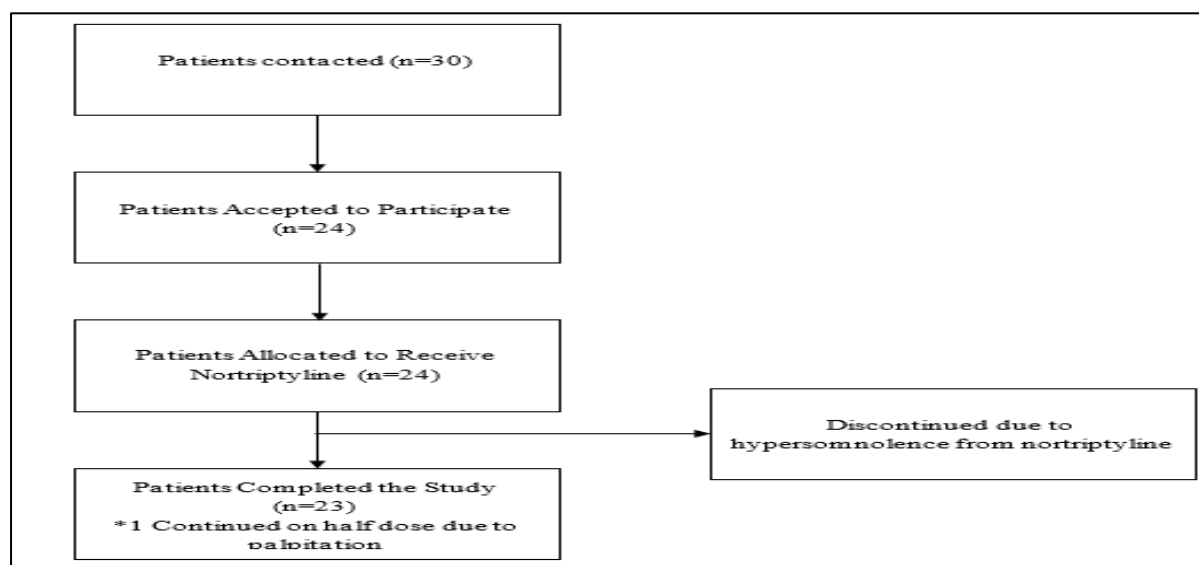 Patients contacted (n=30)
Patients Accepted to Participate
(n=24)
Patients Allocated to Receive
Nortriptyline (n=24)
Discontinued due to
hypersomnolence from nortriptyline
Patients Completed the Study
(n=23)
*1 Continued on half dose due to
palpitation